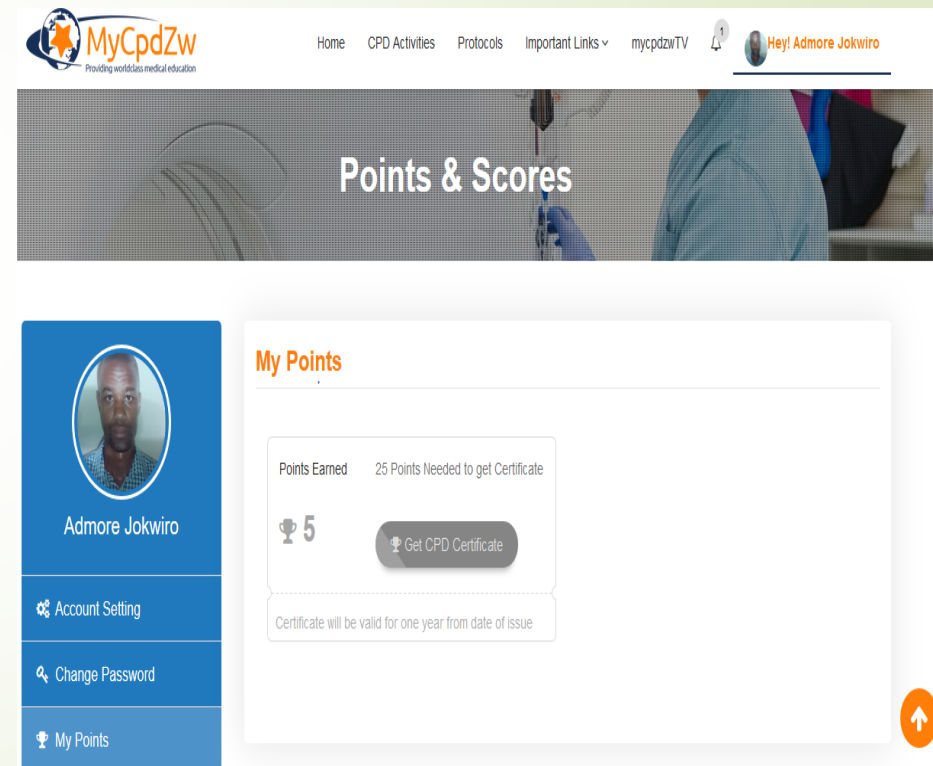 MyCpdZw
Providing worldclass medical education
Home CPD Activities Protocols Important Links mycpdzwTV 1 Hey! Admore Jokwiro
Points & Scores
Admore Jokwiro
Account Setting
Change Password
My Points
My Points
Points Earned 25 Points Needed to get Certificate
5 Get CPD Certificate
Certificate will be valid for one year from date of issue